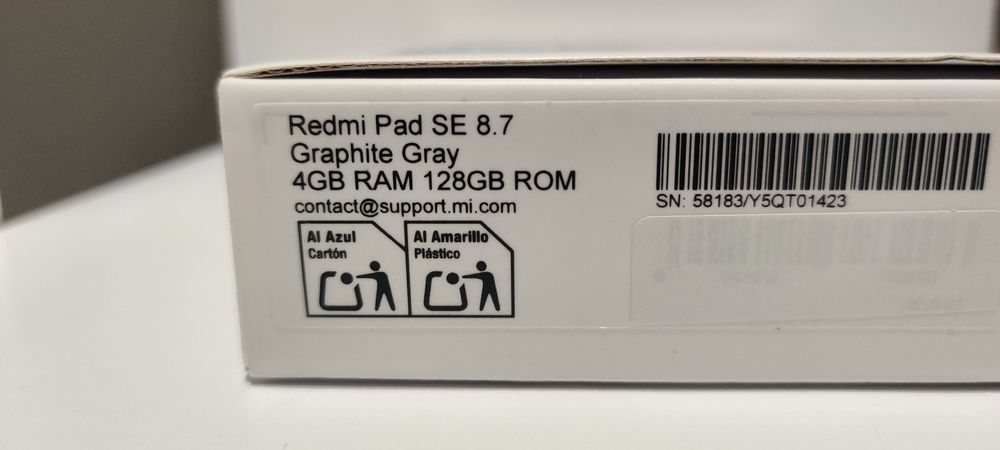 Redmi Pad SE 8.7
Graphite Gray
4GB RAM 128GB ROM
contact@support.mi.com
Al Azul
Cartón
Al Amarillo
Plástico
SN: 58183/Y5QT01423